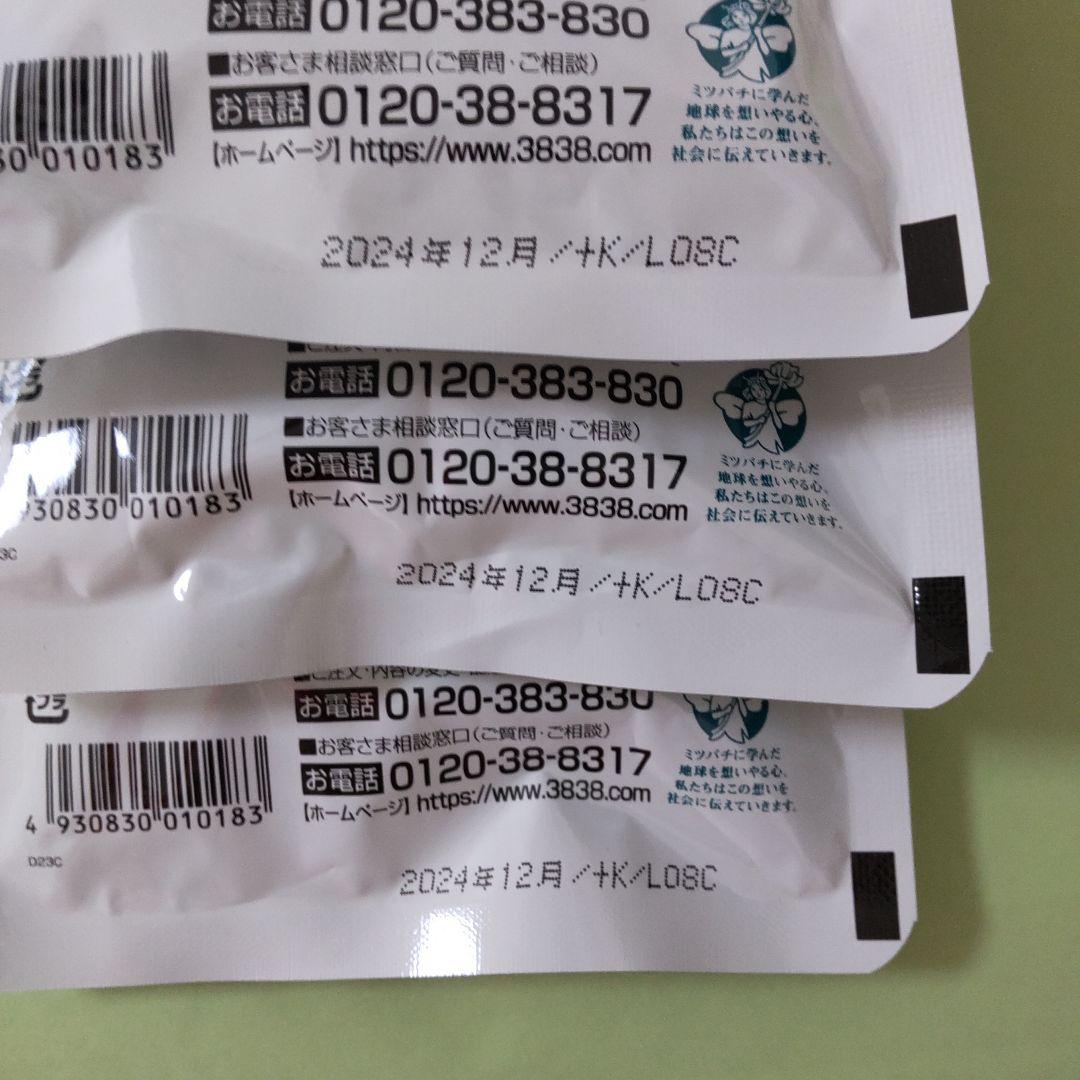 お電話 0120-383-830
■お客さま相談窓口(ご質問・ご相談)
お電話 0120-38-8317
[ホームページ] https://www.3838.com
ミツバチに学んだ
地球を想いやる心、
私たちはこの想いを
社会に伝えていきます。
30 010183
2024年12月/+K/L08C
お電話 0120-383-830
■お客さま相談窓口(ご質問・ご相談)
お電話 0120-38-8317
[ホームページ] https://www.3838.com
ミツバチに学んだ
地球を想いやる心、
私たちはこの想いを
社会に伝えていきます。
930830 010183
3C
2024年12月/+K/L08C
プラ
お電話 0120-383-830
■お客さま相談窓口(ご質問・ご相談)
お電話 0120-38-8317
[ホームページ] https://www.3838.com
ミツバチに学んだ
地球を想いやる心、
私たちはこの想いを
社会に伝えていきます。
4 930830 010183
D23C
2024年12月/+K/L08C